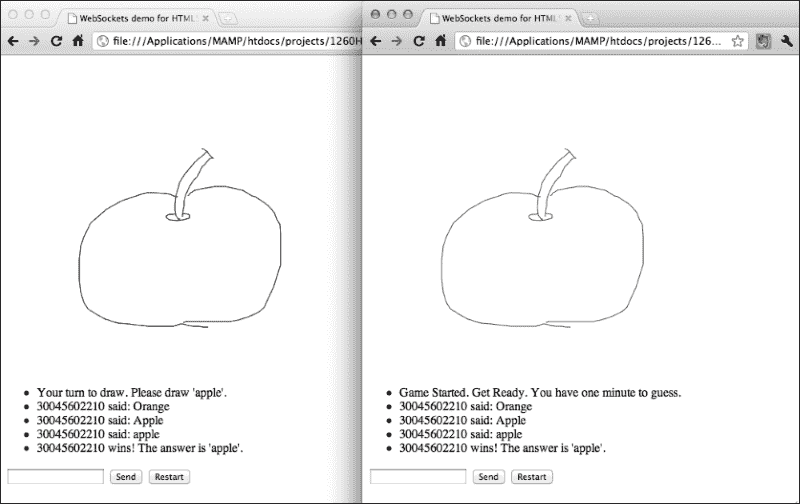 WebSockets demo for HTML5
file:///Applications/MAMP/htdocs/projects/1260H
Your turn to draw. Please draw 'apple'.
30045602210 said: Orange
30045602210 said: Apple
30045602210 said: apple
30045602210 wins! The answer is 'apple'.
Send
Restart
WebSockets demo for HTML5
file:///Applications/MAMP/htdocs/projects/126...
Game Started. Get Ready. You have one minute to guess.
30045602210 said: Orange
30045602210 said: Apple
30045602210 said: apple
30045602210 wins! The answer is 'apple'.
Send
Restart